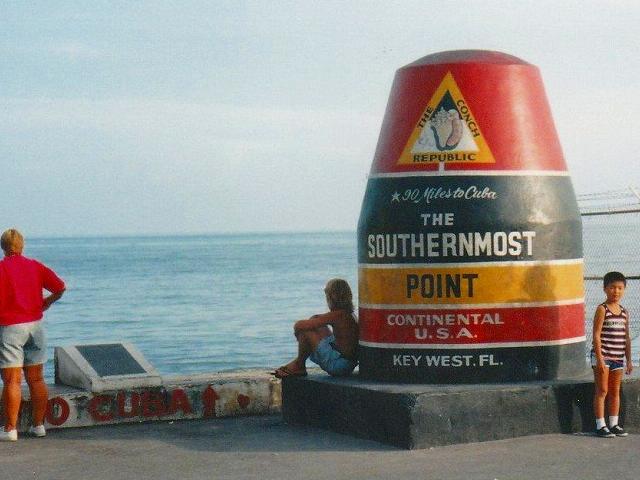 THE CONCH
REPUBLIC
90 Miles to Cuba
THE
SOUTHERNMOST
POINT
CONTINENTAL
U.S.A.
KEY WEST, FL.
O CUBA